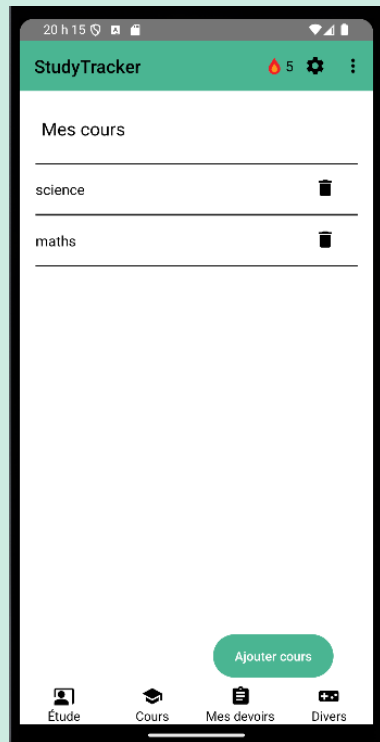 20 h 15
StudyTracker 5
Mes cours
science
maths
Ajouter cours
Étude Cours Mes devoirs Divers